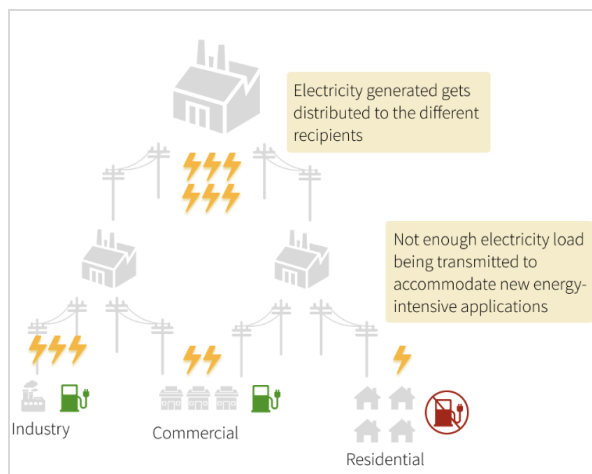 Electricity generated gets
distributed to the different
recipients
Not enough electricity load
being transmitted to
accommodate new energy-
intensive applications
Industry
Commercial
Residential